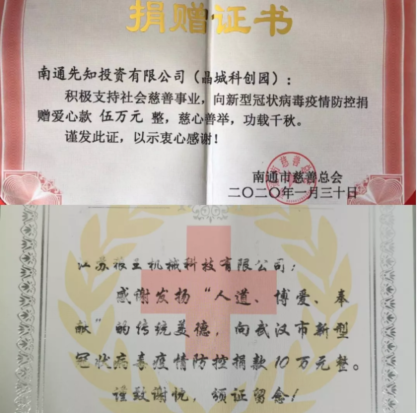 捐赠证书
南通先知投资有限公司（晶城科创园）：
积极支持社会慈善事业，向新型冠状病毒疫情防控捐
赠爱心款 伍万元 整，慈心善举，功载千秋。
谨发此证，以示衷心感谢！
南通市慈善总会
二〇二〇年一月三十日
江苏振王机械科技有限公司：
感谢发扬“人道、博爱、奉
献”的传统美德，向武汉市新型
冠状病毒疫情防控捐款10万元整。
谨致谢忱，颁证留念！